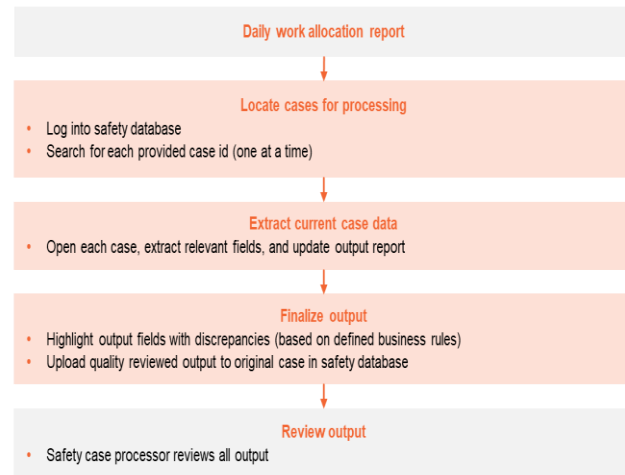 Daily work allocation report
Locate cases for processing
• Log into safety database
• Search for each provided case id (one at a time)
Extract current case data
• Open each case, extract relevant fields, and update output report
Finalize output
• Highlight output fields with discrepancies (based on defined business rules)
• Upload quality reviewed output to original case in safety database
Review output
• Safety case processor reviews all output